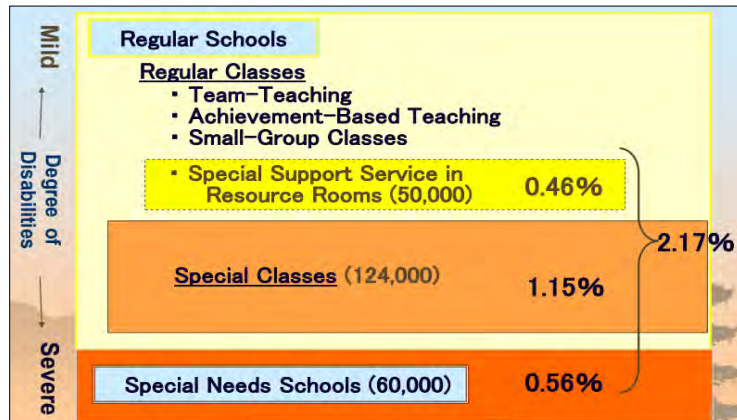 Mild
Degree of
Disabilities
Severe
Regular Schools
Regular Classes
・ Team-Teaching
・ Achievement-Based Teaching
・ Small-Group Classes
・ Special Support Service in
Resource Rooms (50,000)
0.46%
Special Classes (124,000)
1.15%
2.17%
Special Needs Schools (60,000)
0.56%